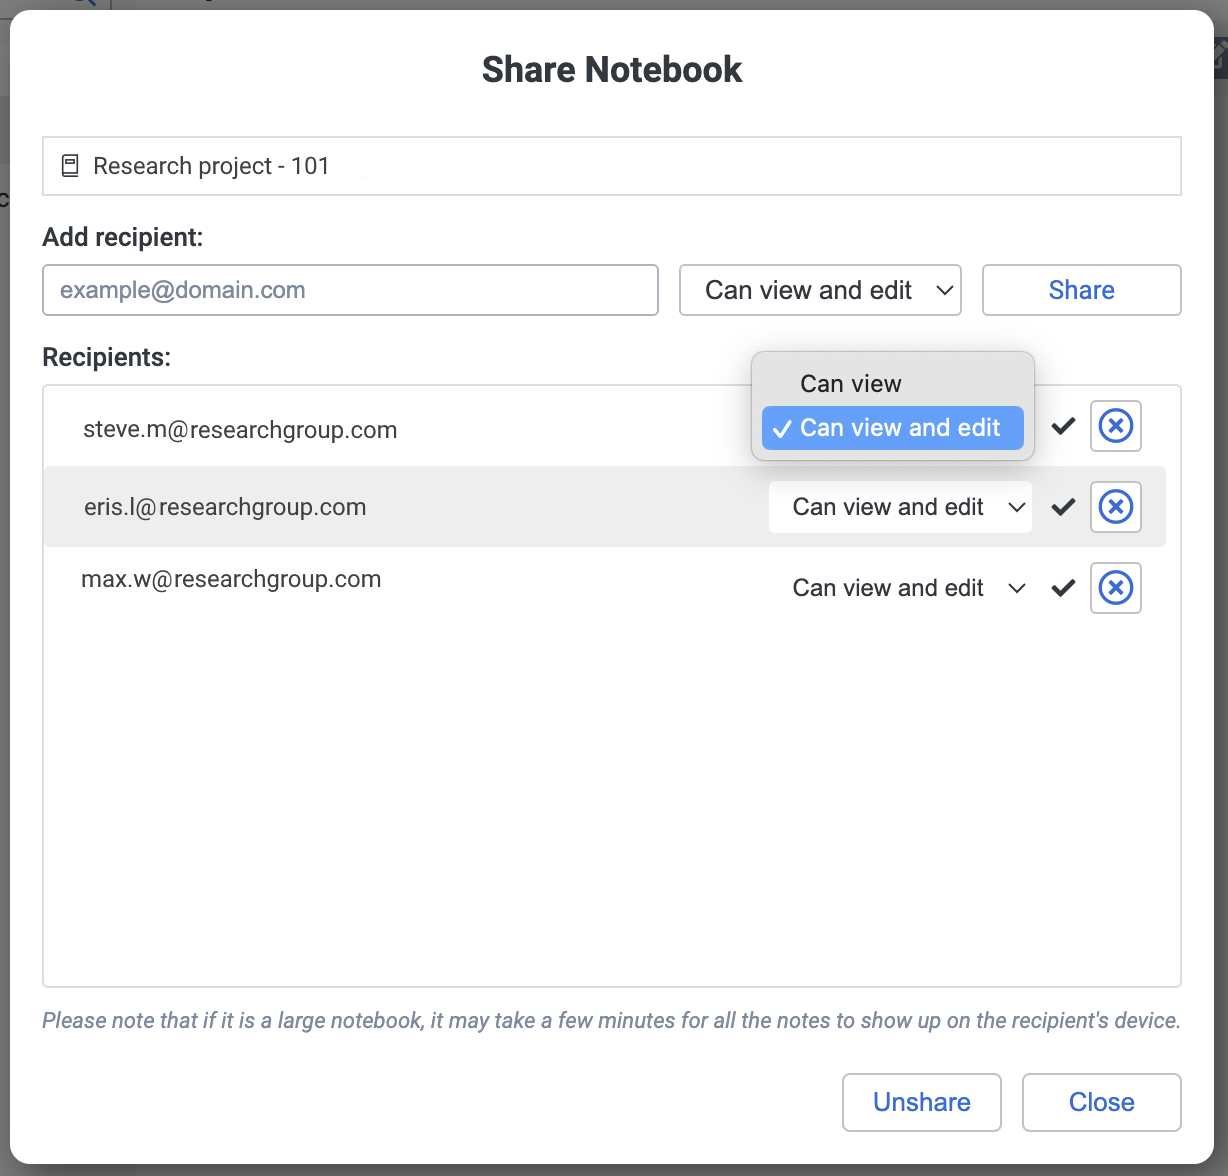 Share Notebook
Research project - 101
Add recipient:
example@domain.com Can view and edit Share
Recipients:
Can view
steve.m@researchgroup.com Can view and edit
eris.l@researchgroup.com Can view and edit
max.w@researchgroup.com Can view and edit
Please note that if it is a large notebook, it may take a few minutes for all the notes to show up on the recipient's device.
Unshare Close